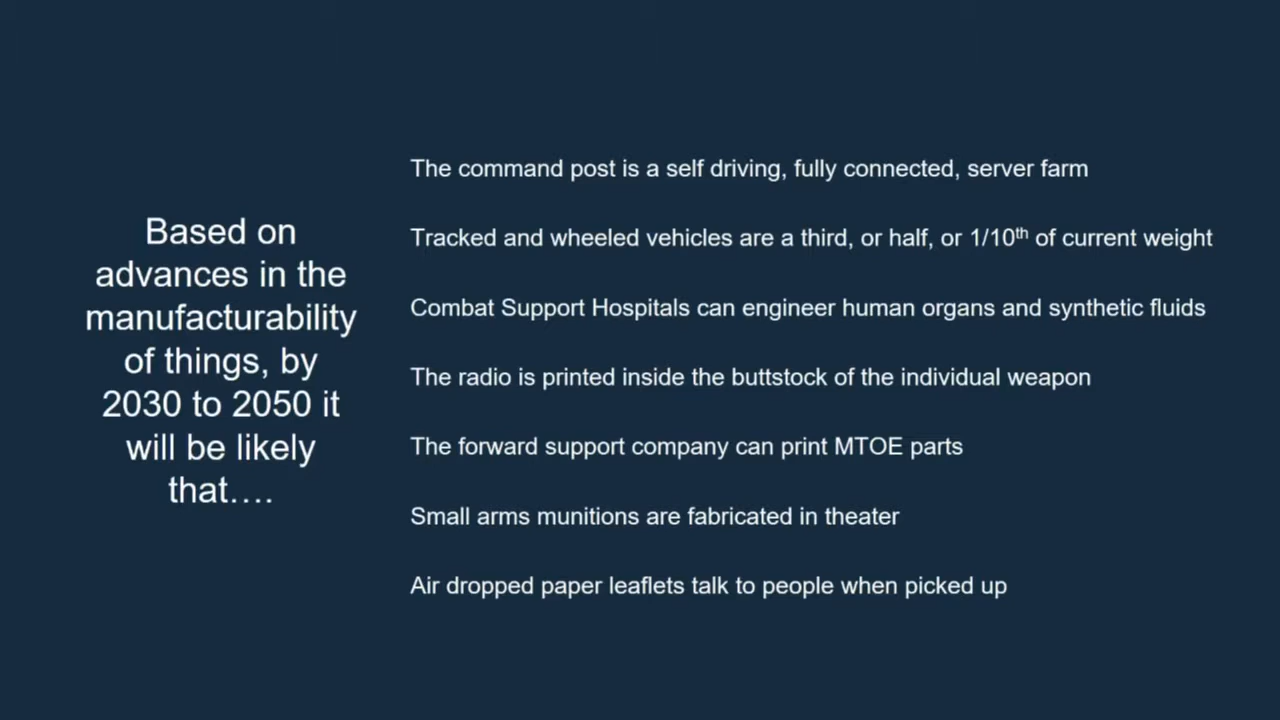 Based on
advances in the
manufacturability
of things, by
2030 to 2050 it
will be likely
that….
The command post is a self driving, fully connected, server farm
Tracked and wheeled vehicles are a third, or half, or 1/10th of current weight
Combat Support Hospitals can engineer human organs and synthetic fluids
The radio is printed inside the buttstock of the individual weapon
The forward support company can print MTOE parts
Small arms munitions are fabricated in theater
Air dropped paper leaflets talk to people when picked up